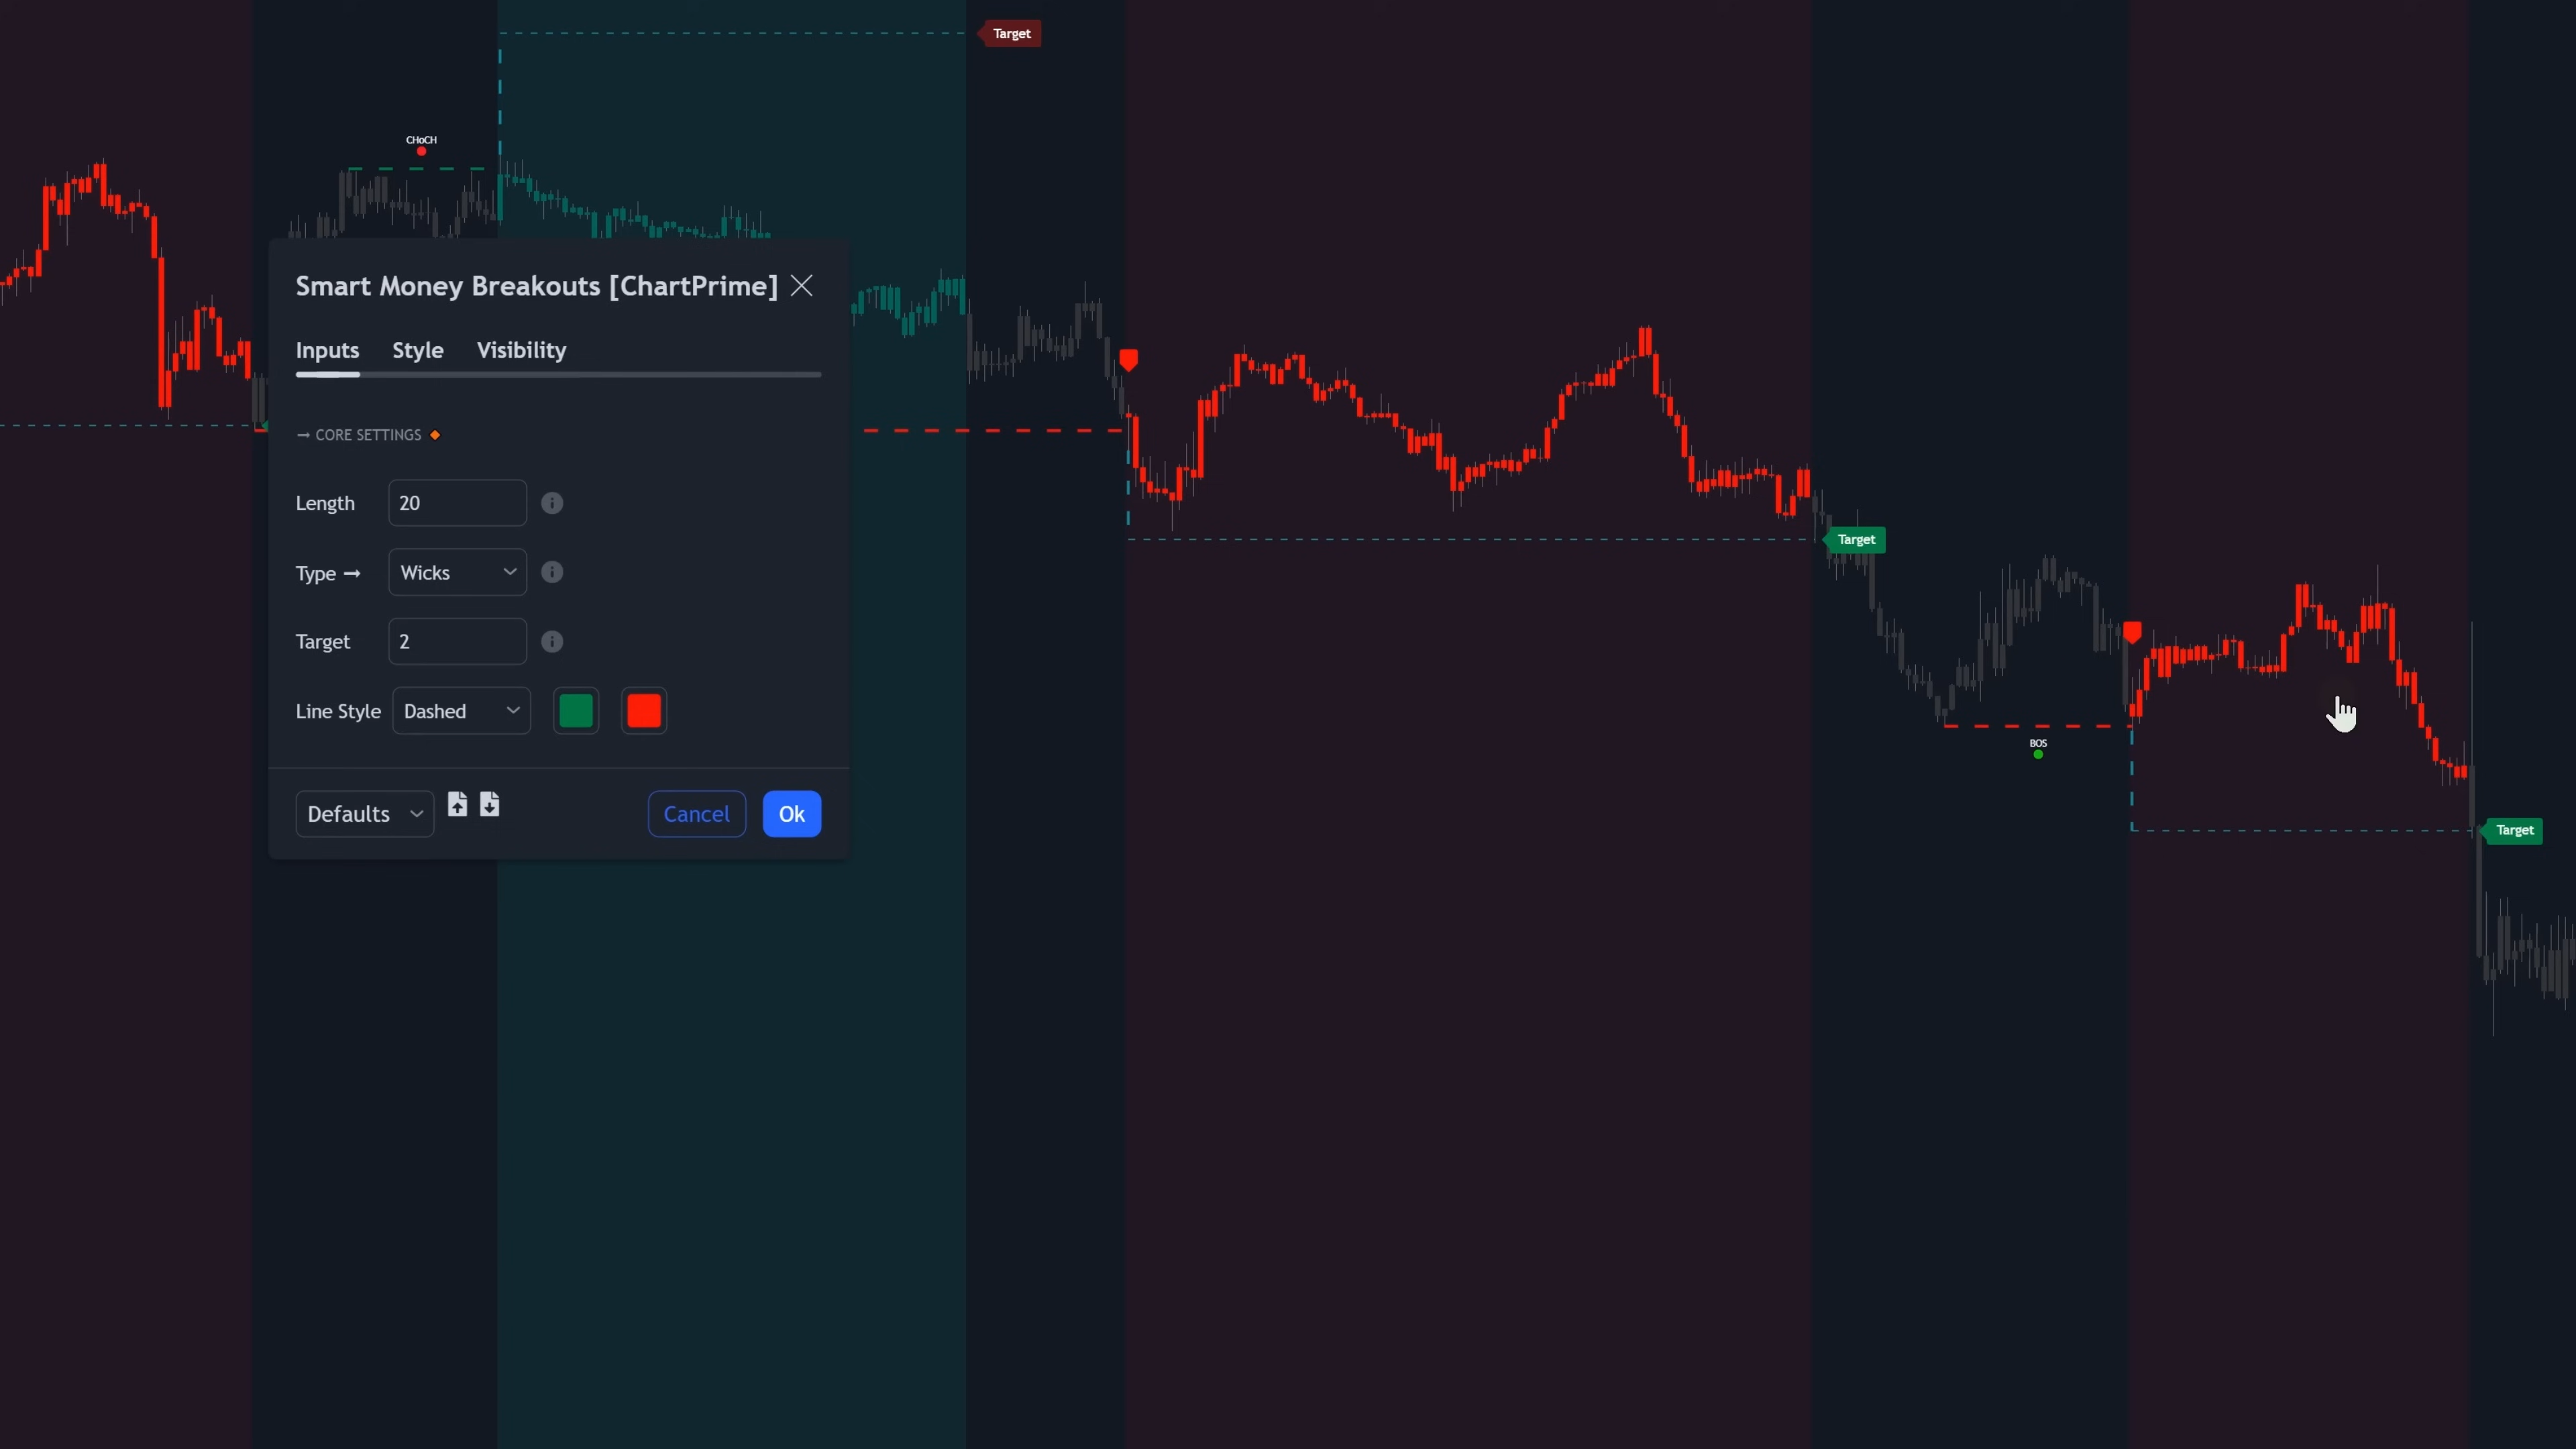 Target
CHoCH
Smart Money Breakouts [ChartPrime]
Inputs Style Visibility
→ CORE SETTINGS
Length 20
Type → Wicks
Target 2
Line Style Dashed
Defaults Cancel Ok
Target
BOS
Target